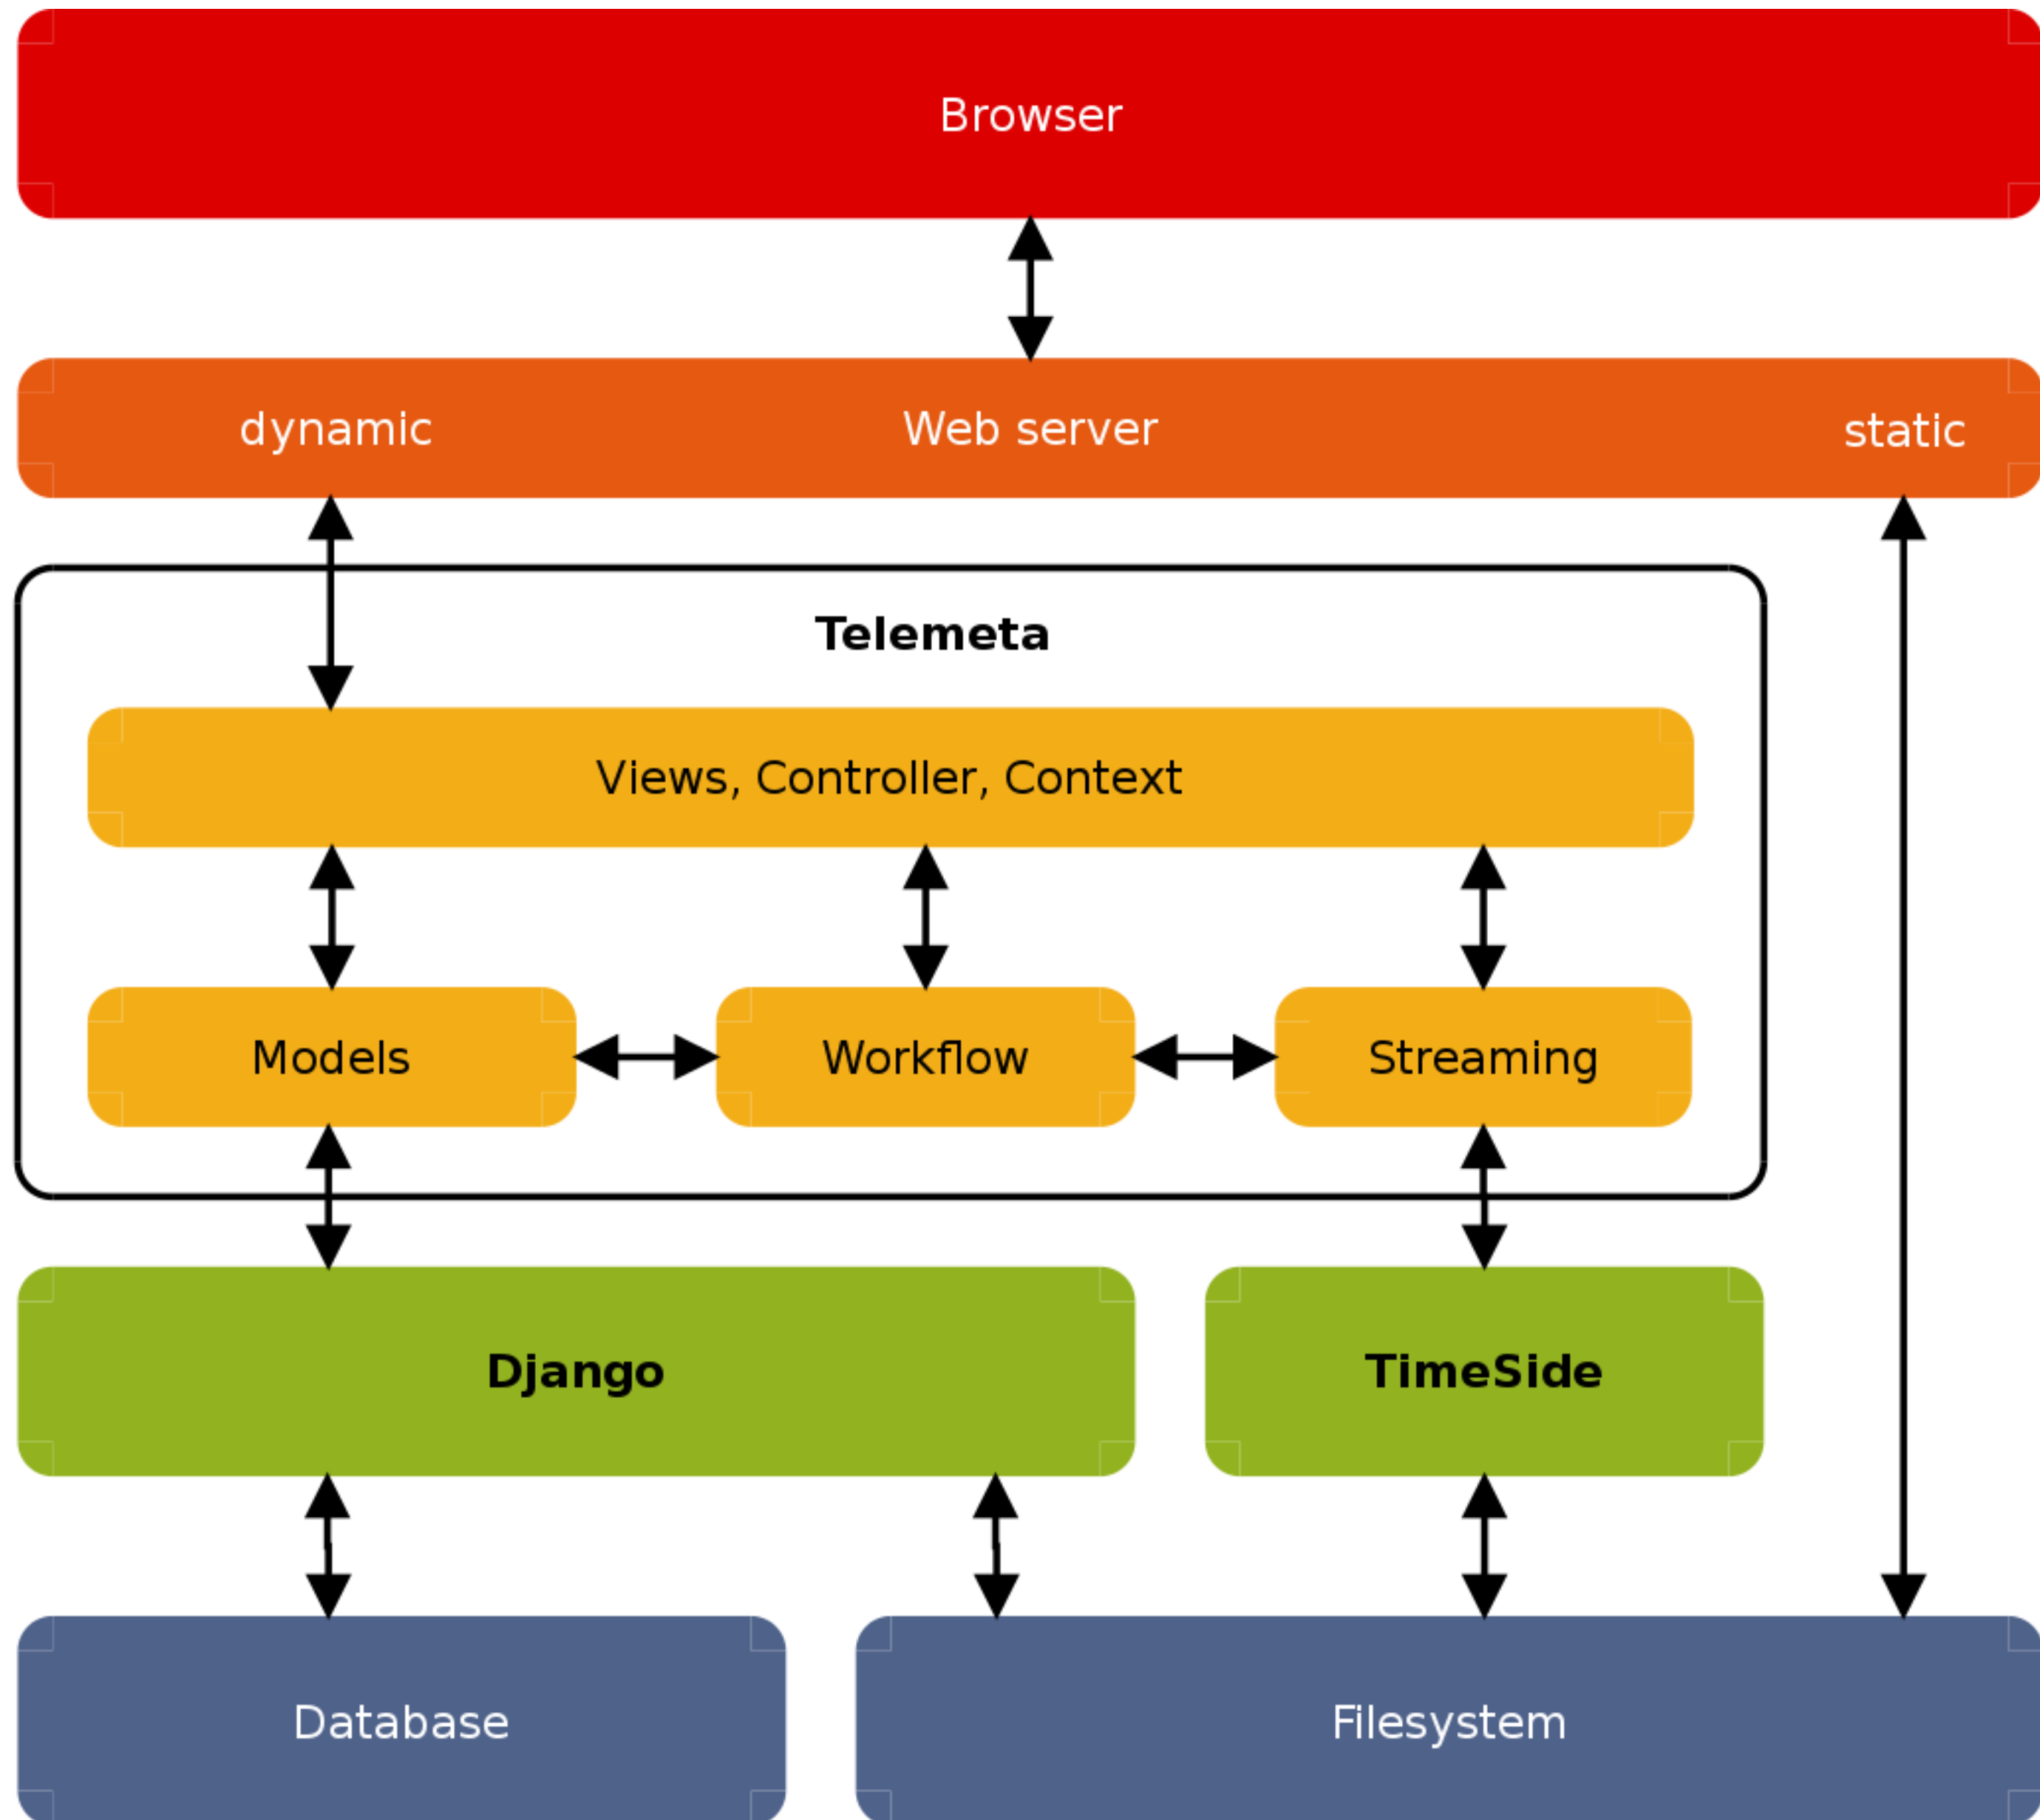 Browser
dynamic Web server static
Telemeta
Views, Controller, Context
Models Workflow Streaming
Django TimeSide
Database Filesystem